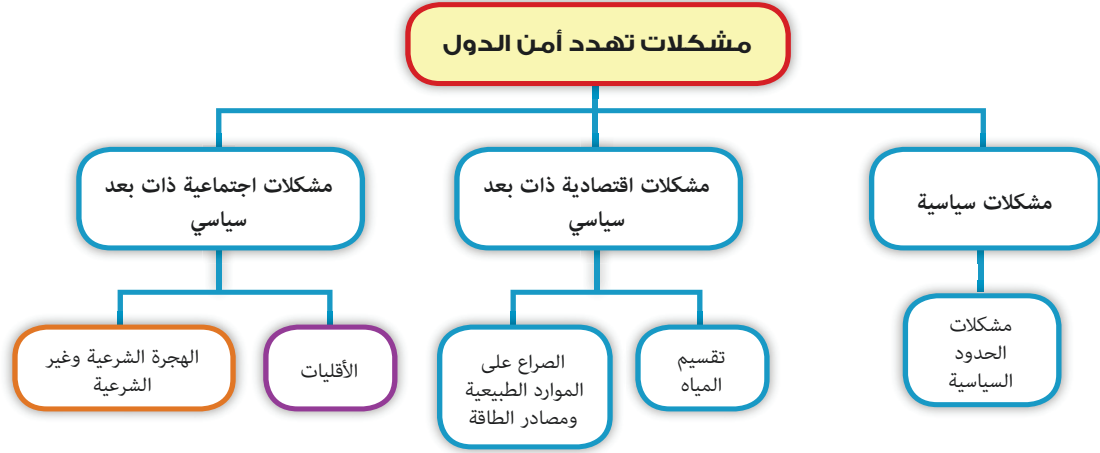 مشكلات تهدد أمن الدول
مشكلات سياسية
مشكلات اقتصادية ذات بعد
سياسي
مشكلات اجتماعية ذات بعد
سياسي
مشكلات
الحدود
السياسية
تقسيم
المياه
الصراع على
الموارد الطبيعية
ومصادر الطاقة
الأقليات
الهجرة الشرعية وغير
الشرعية